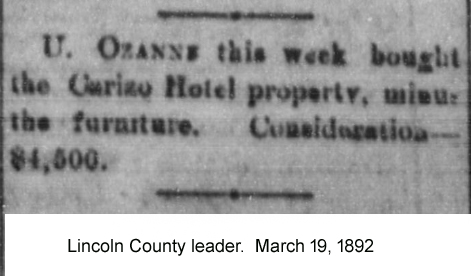 U. OZANNE this week bought
the Carizo Hotel property, minus
the furniture. Consideration—
$4,500.
Lincoln County leader. March 19, 1892